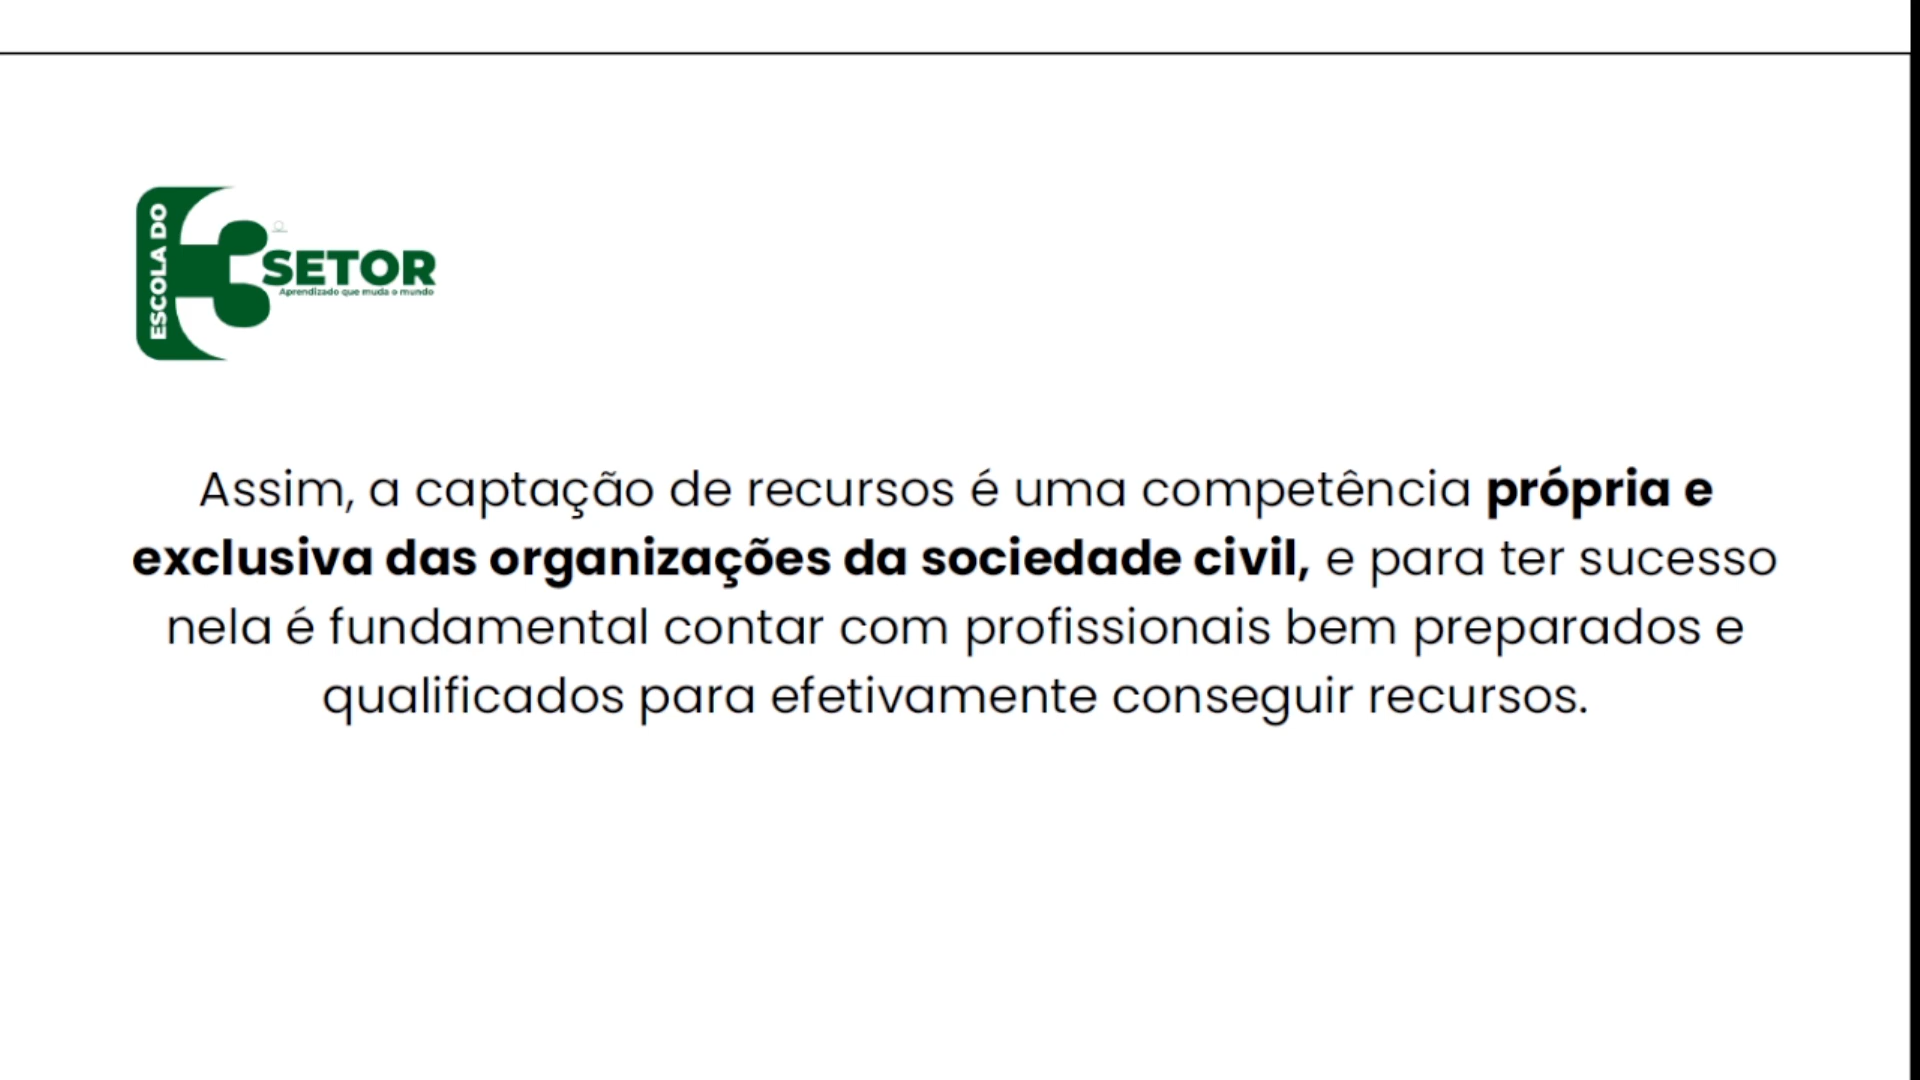 ESCOLA DO
3
SETOR
Aprendizado que muda o mundo
Assim, a captação de recursos é uma competência própria e
exclusiva das organizações da sociedade civil, e para ter sucesso
nela é fundamental contar com profissionais bem preparados e
qualificados para efetivamente conseguir recursos.